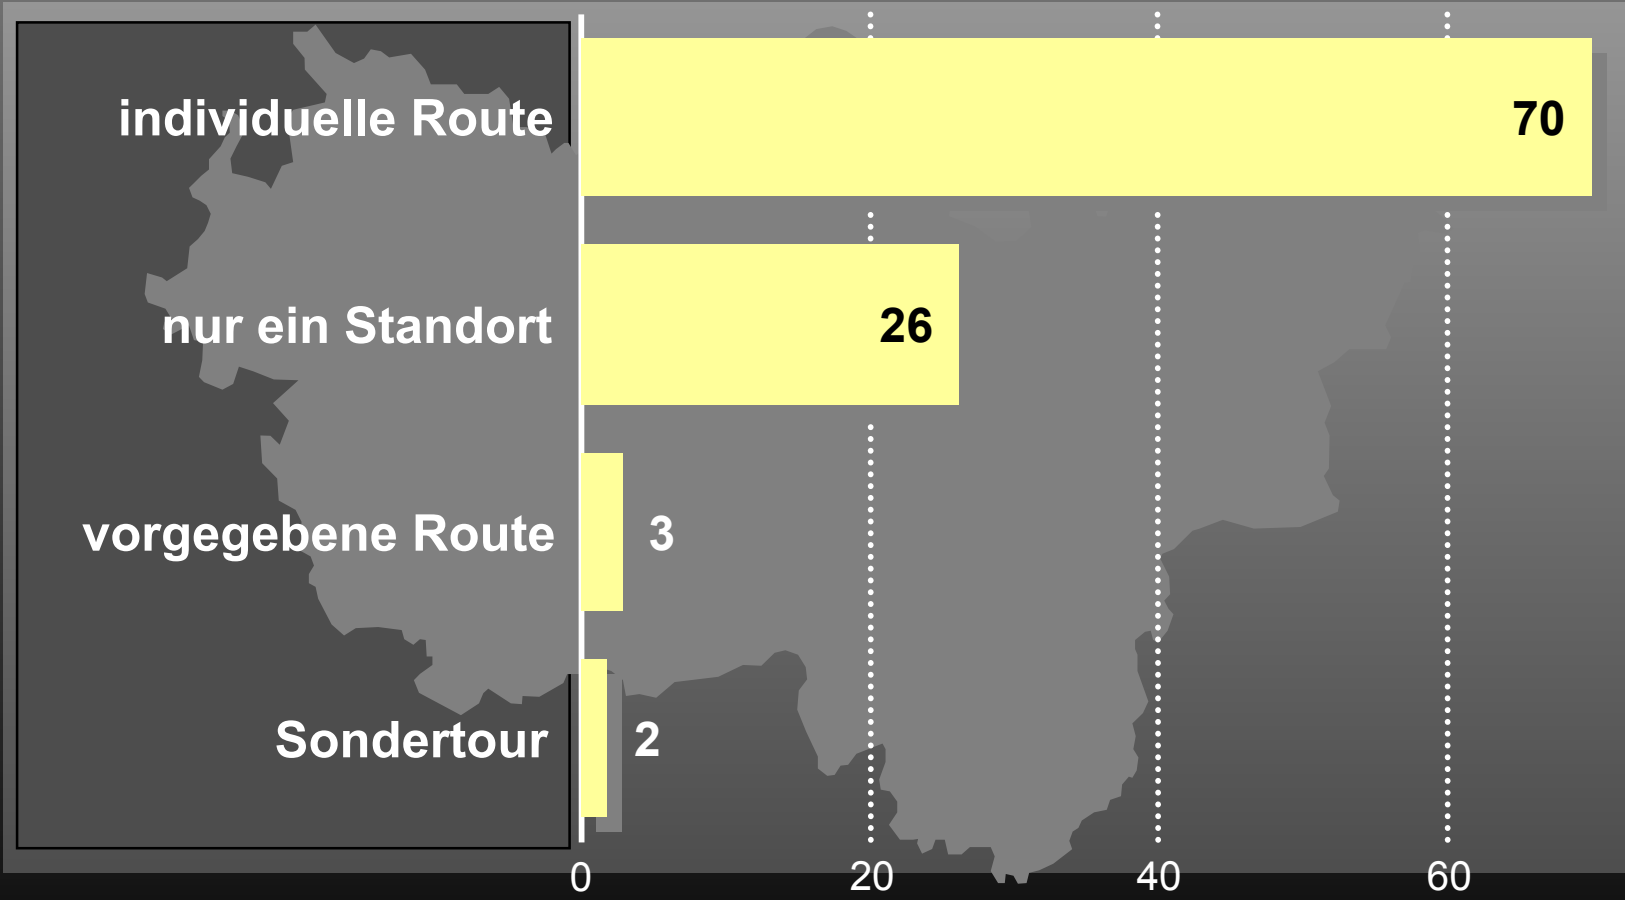 individuelle Route 70
nur ein Standort 26
vorgegebene Route 3
Sondertour 2
0 20 40 60